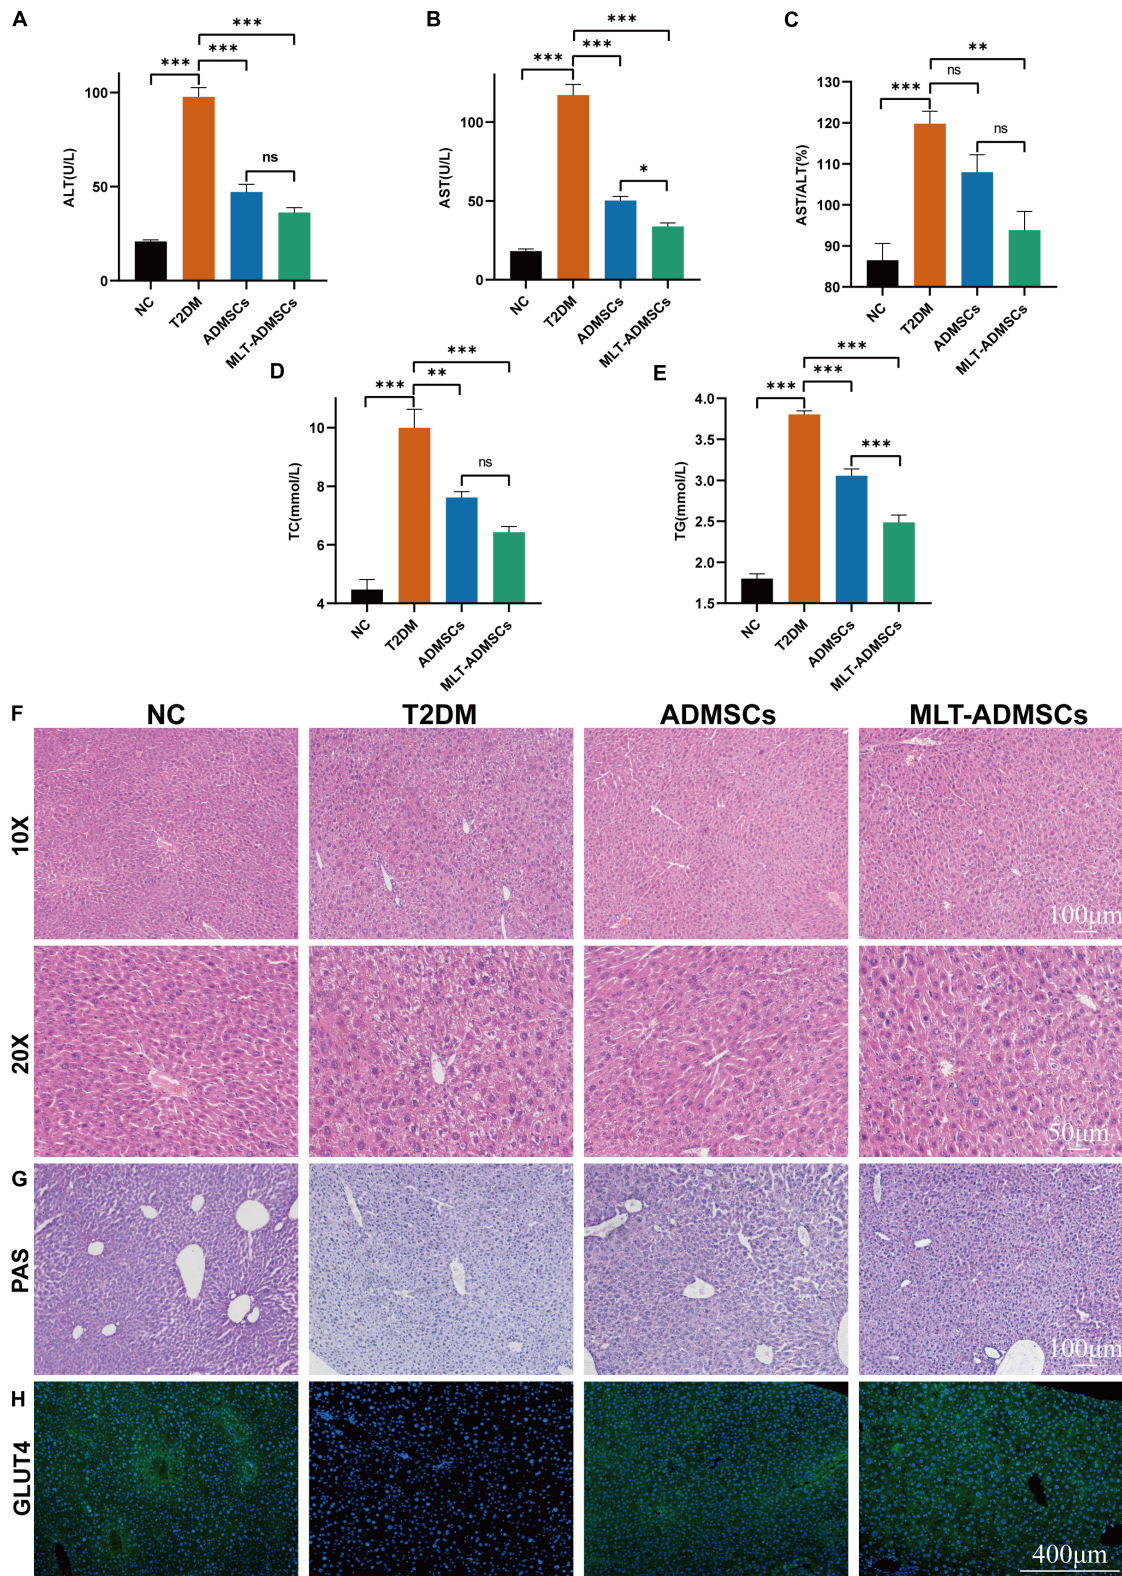 A
***
***
***
ns
ALT(U/L)
100
50
0
NC
T2DM
ADMSCs
MLT-ADMSCs
B
***
***
***
*
AST(U/L)
100
50
0
NC
T2DM
ADMSCs
MLT-ADMSCs
C
**
ns
***
ns
AST/ALT(%)
130
120
110
100
90
80
NC
T2DM
ADMSCs
MLT-ADMSCs
D
***
**
***
ns
TC(mmol/L)
10
8
6
4
NC
T2DM
ADMSCs
MLT-ADMSCs
E
***
***
***
***
TG(mmol/L)
4.0
3.5
3.0
2.5
2.0
1.5
NC
T2DM
ADMSCs
MLT-ADMSCs
F
NC T2DM ADMSCs MLT-ADMSCs
10X
100μm
20X
50μm
G
PAS
100μm
H
GLUT4
400μm